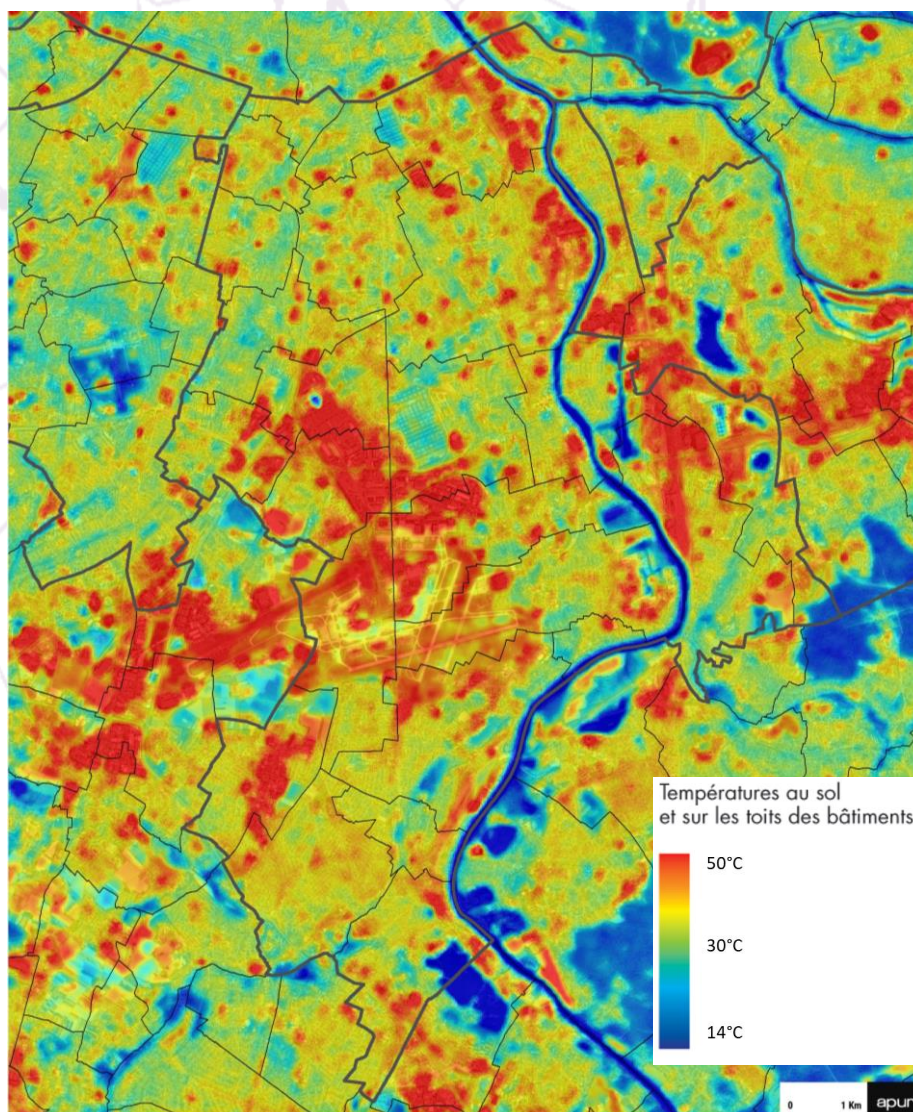 Températures au sol
et sur les toits des bâtiments
50°C
30°C
14°C
0 1 Km apur